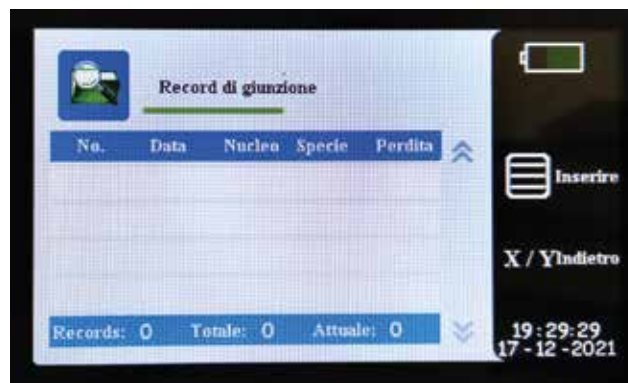 Record di giunzione
No. Data Nucleo Specie Perdita
Inserire
X / Y Indietro
Records: 0 Totale: 0 Attuale: 0
19:29:29
17-12-2021